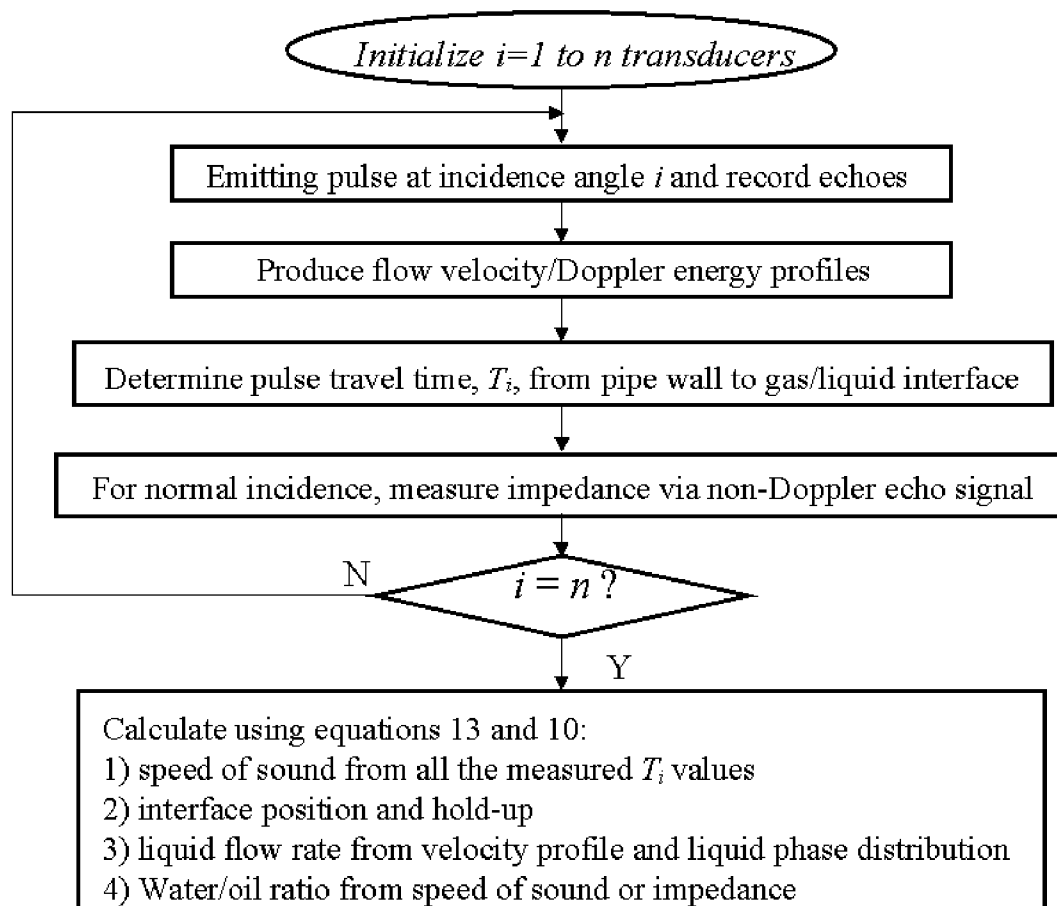 Initialize i=1 to n transducers
Emitting pulse at incidence angle i and record echoes
Produce flow velocity/Doppler energy profiles
Determine pulse travel time, Ti, from pipe wall to gas/liquid interface
For normal incidence, measure impedance via non-Doppler echo signal
i = n ?
N
Y
Calculate using equations 13 and 10:
1) speed of sound from all the measured Ti values
2) interface position and hold-up
3) liquid flow rate from velocity profile and liquid phase distribution
4) Water/oil ratio from speed of sound or impedance